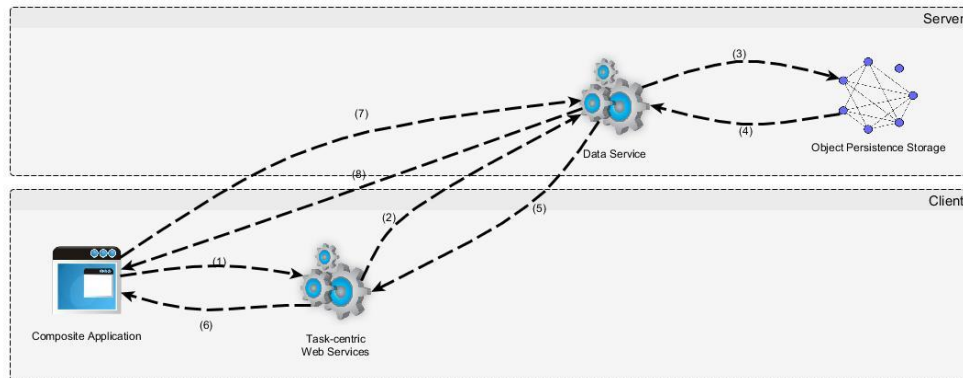 Server
(3)
(7)
(4)
Data Service
Object Persistence Storage
(8)
Client
(2)
(5)
(1)
(6)
Composite Application
Task-centric
Web Services